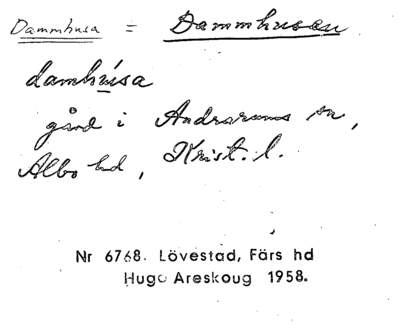 Dammhusa = Dammhusen
damhúsa
gård i Andrarums sn,
Albo hd, Krist. l.
Nr 6768. Lövestad, Färs hd
Hugo Areskoug 1958.